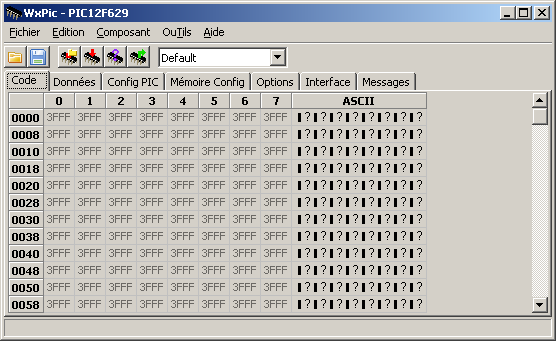 WxPic - PIC12F629
Fichier Edition Composant OuTils Aide
Default
Code Données Config PIC Mémoire Config Options Interface Messages
0 1 2 3 4 5 6 7 ASCII
0000 3FFF 3FFF 3FFF 3FFF 3FFF 3FFF 3FFF 3FFF ▌?▌?▌?▌?▌?▌?▌?▌?
0008 3FFF 3FFF 3FFF 3FFF 3FFF 3FFF 3FFF 3FFF ▌?▌?▌?▌?▌?▌?▌?▌?
0010 3FFF 3FFF 3FFF 3FFF 3FFF 3FFF 3FFF 3FFF ▌?▌?▌?▌?▌?▌?▌?▌?
0018 3FFF 3FFF 3FFF 3FFF 3FFF 3FFF 3FFF 3FFF ▌?▌?▌?▌?▌?▌?▌?▌?
0020 3FFF 3FFF 3FFF 3FFF 3FFF 3FFF 3FFF 3FFF ▌?▌?▌?▌?▌?▌?▌?▌?
0028 3FFF 3FFF 3FFF 3FFF 3FFF 3FFF 3FFF 3FFF ▌?▌?▌?▌?▌?▌?▌?▌?
0030 3FFF 3FFF 3FFF 3FFF 3FFF 3FFF 3FFF 3FFF ▌?▌?▌?▌?▌?▌?▌?▌?
0038 3FFF 3FFF 3FFF 3FFF 3FFF 3FFF 3FFF 3FFF ▌?▌?▌?▌?▌?▌?▌?▌?
0040 3FFF 3FFF 3FFF 3FFF 3FFF 3FFF 3FFF 3FFF ▌?▌?▌?▌?▌?▌?▌?▌?
0048 3FFF 3FFF 3FFF 3FFF 3FFF 3FFF 3FFF 3FFF ▌?▌?▌?▌?▌?▌?▌?▌?
0050 3FFF 3FFF 3FFF 3FFF 3FFF 3FFF 3FFF 3FFF ▌?▌?▌?▌?▌?▌?▌?▌?
0058 3FFF 3FFF 3FFF 3FFF 3FFF 3FFF 3FFF 3FFF ▌?▌?▌?▌?▌?▌?▌?▌?